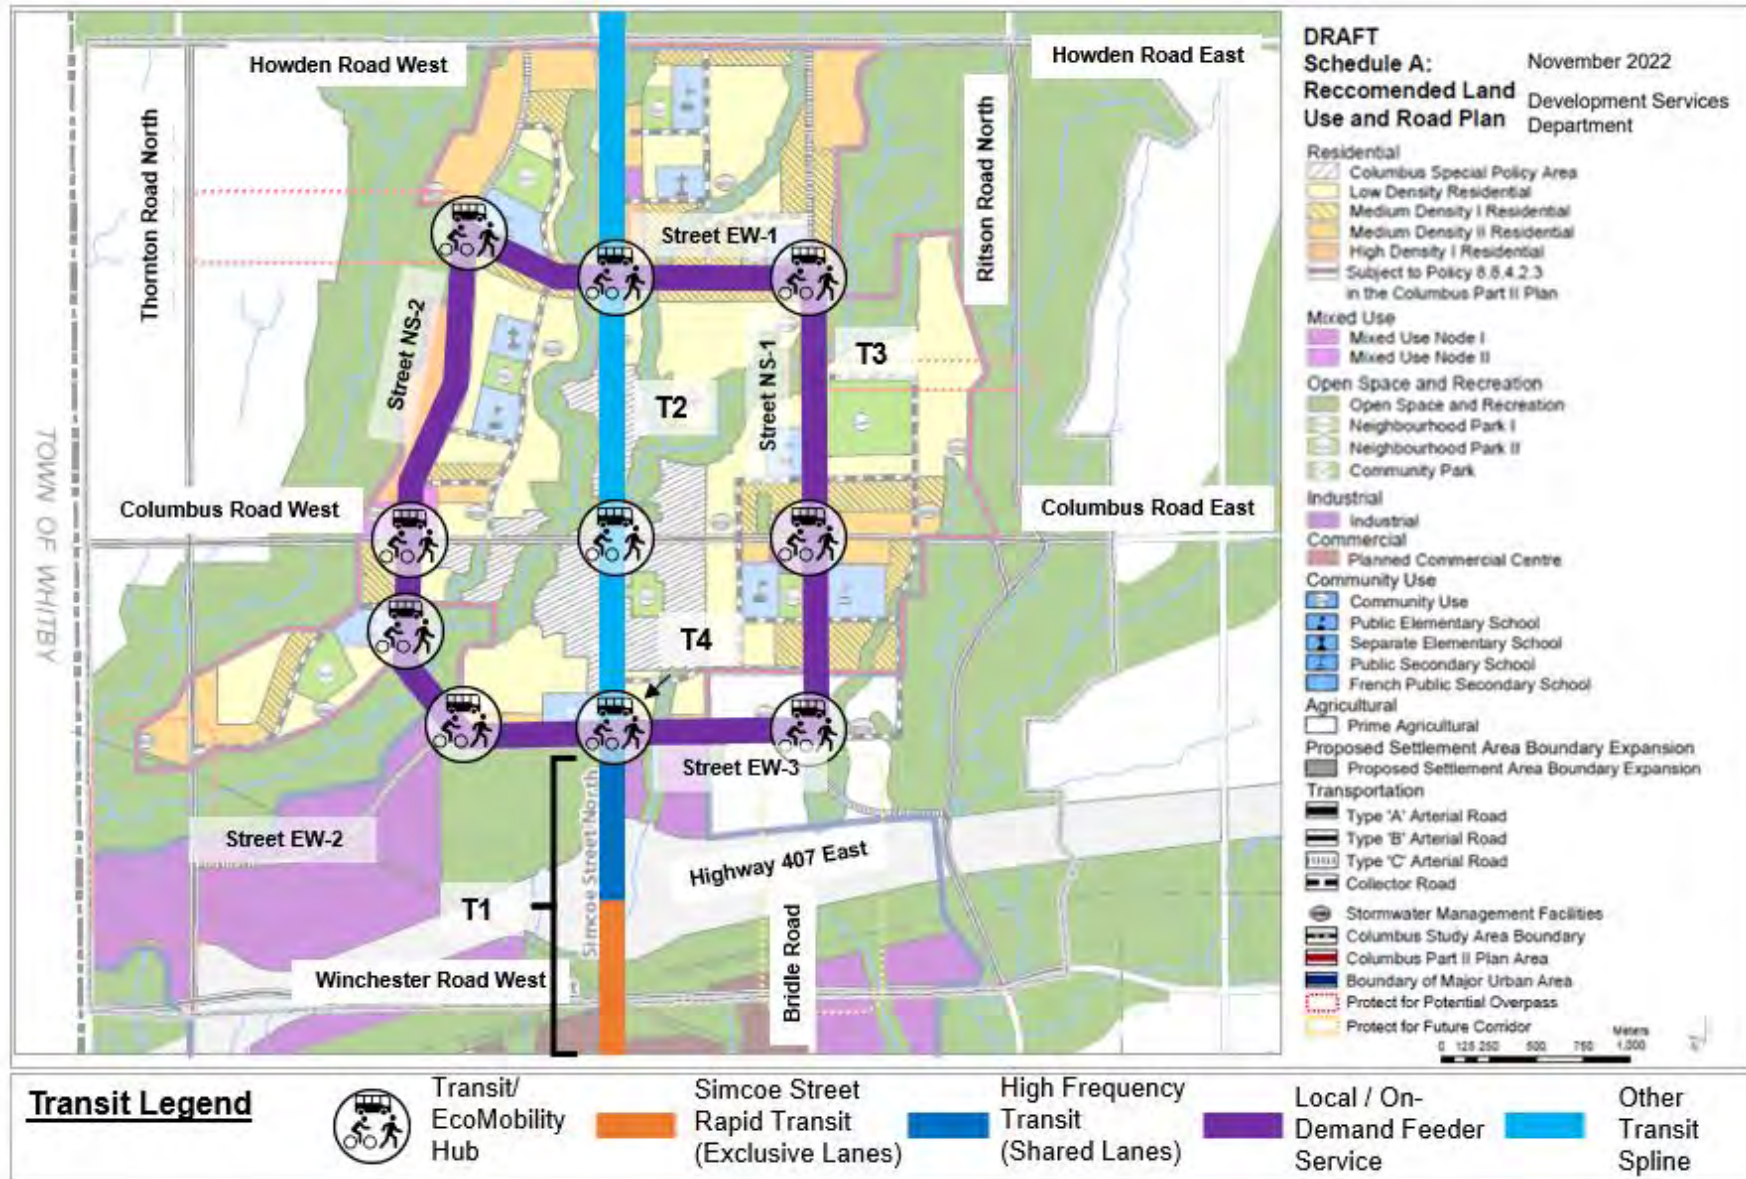 Howden Road West
Howden Road East
Thornton Road North
Ritson Road North
Street EW-1
Street NS-2
Street NS-1
T3
T2
TOWN OF WHITBY
Columbus Road West
Columbus Road East
T4
Street EW-3
Simcoe Street North
Street EW-2
Highway 407 East
T1
Bridle Road
Winchester Road West
DRAFT
Schedule A:
Reccomended Land
Use and Road Plan
November 2022
Development Services
Department
Residential
Columbus Special Policy Area
Low Density Residential
Medium Density I Residential
Medium Density II Residential
High Density I Residential
Subject to Policy 8.8.4.2.3
in the Columbus Part II Plan
Mixed Use
Mixed Use Node I
Mixed Use Node II
Open Space and Recreation
Open Space and Recreation
Neighbourhood Park I
Neighbourhood Park II
Community Park
Industrial
Industrial
Commercial
Planned Commercial Centre
Community Use
Community Use
Public Elementary School
Separate Elementary School
Public Secondary School
French Public Secondary School
Agricultural
Prime Agricultural
Proposed Settlement Area Boundary Expansion
Proposed Settlement Area Boundary Expansion
Transportation
Type 'A' Arterial Road
Type 'B' Arterial Road
Type 'C' Arterial Road
Collector Road
Stormwater Management Facilities
Columbus Study Area Boundary
Columbus Part II Plan Area
Boundary of Major Urban Area
Protect for Potential Overpass
Protect for Future Corridor
Meters
0 125 250 500 750 1,000
Transit Legend
Transit/
EcoMobility
Hub
Simcoe Street
Rapid Transit
(Exclusive Lanes)
High Frequency
Transit
(Shared Lanes)
Local / On-
Demand Feeder
Service
Other
Transit
Spline